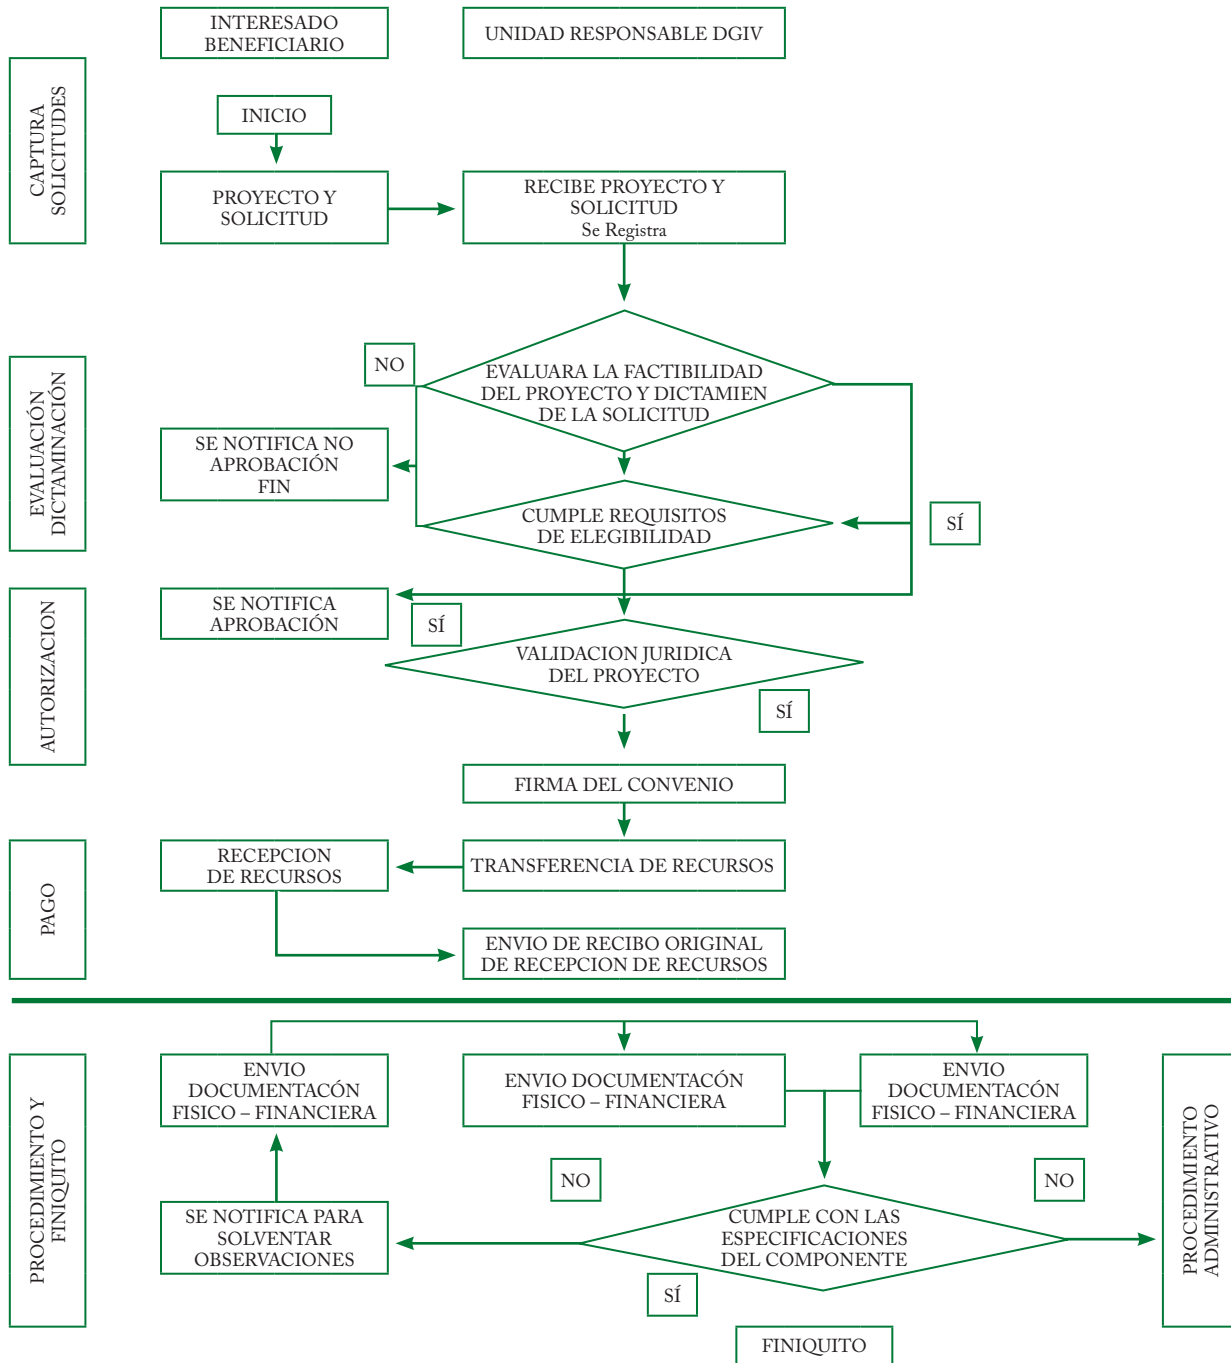 INTERESADO
BENEFICIARIO
UNIDAD RESPONSABLE DGIV
CAPTURA
SOLICITUDES
INICIO
PROYECTO Y
SOLICITUD
RECIBE PROYECTO Y
SOLICITUD
Se Registra
EVALUACIÓN
DICTAMINACIÓN
NO
EVALUARA LA FACTIBILIDAD
DEL PROYECTO Y DICTAMIEN
DE LA SOLICITUD
SE NOTIFICA NO
APROBACIÓN
FIN
CUMPLE REQUISITOS
DE ELEGIBILIDAD
SÍ
AUTORIZACION
SE NOTIFICA
APROBACIÓN
SÍ
VALIDACION JURIDICA
DEL PROYECTO
SÍ
FIRMA DEL CONVENIO
PAGO
RECEPCION
DE RECURSOS
TRANSFERENCIA DE RECURSOS
ENVIO DE RECIBO ORIGINAL
DE RECEPCION DE RECURSOS
PROCEDIMIENTO Y
FINIQUITO
ENVIO
DOCUMENTACÓN
FISICO – FINANCIERA
ENVIO DOCUMENTACÓN
FISICO – FINANCIERA
ENVIO
DOCUMENTACÓN
FISICO – FINANCIERA
PROCEDIMIENTO
ADMINISTRATIVO
NO
NO
SE NOTIFICA PARA
SOLVENTAR
OBSERVACIONES
CUMPLE CON LAS
ESPECIFICACIONES
DEL COMPONENTE
SÍ
FINIQUITO